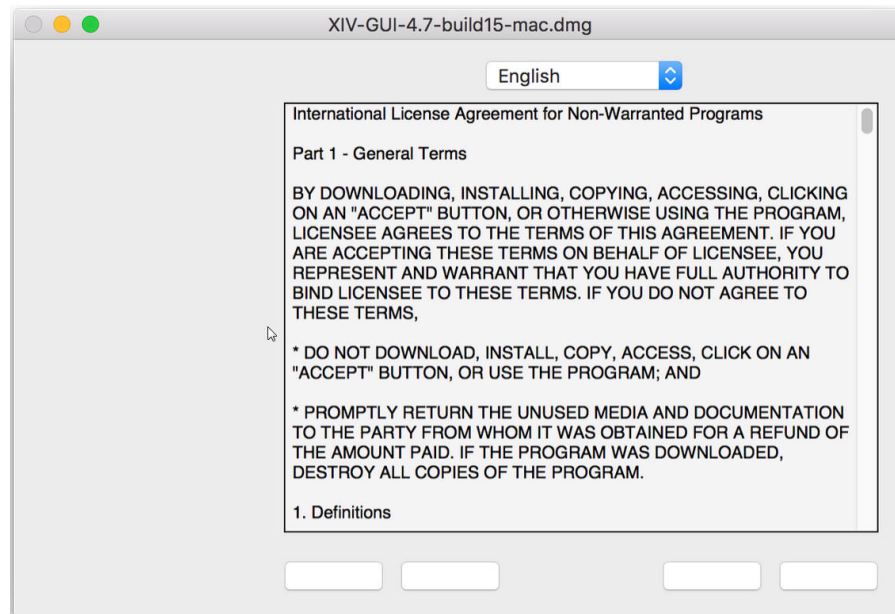 XIV-GUI-4.7-build15-mac.dmg
English
International License Agreement for Non-Warranted Programs
Part 1 - General Terms
BY DOWNLOADING, INSTALLING, COPYING, ACCESSING, CLICKING
ON AN "ACCEPT" BUTTON, OR OTHERWISE USING THE PROGRAM,
LICENSEE AGREES TO THE TERMS OF THIS AGREEMENT. IF YOU
ARE ACCEPTING THESE TERMS ON BEHALF OF LICENSEE, YOU
REPRESENT AND WARRANT THAT YOU HAVE FULL AUTHORITY TO
BIND LICENSEE TO THESE TERMS. IF YOU DO NOT AGREE TO
THESE TERMS,
* DO NOT DOWNLOAD, INSTALL, COPY, ACCESS, CLICK ON AN
"ACCEPT" BUTTON, OR USE THE PROGRAM; AND
* PROMPTLY RETURN THE UNUSED MEDIA AND DOCUMENTATION
TO THE PARTY FROM WHOM IT WAS OBTAINED FOR A REFUND OF
THE AMOUNT PAID. IF THE PROGRAM WAS DOWNLOADED,
DESTROY ALL COPIES OF THE PROGRAM.
1. Definitions